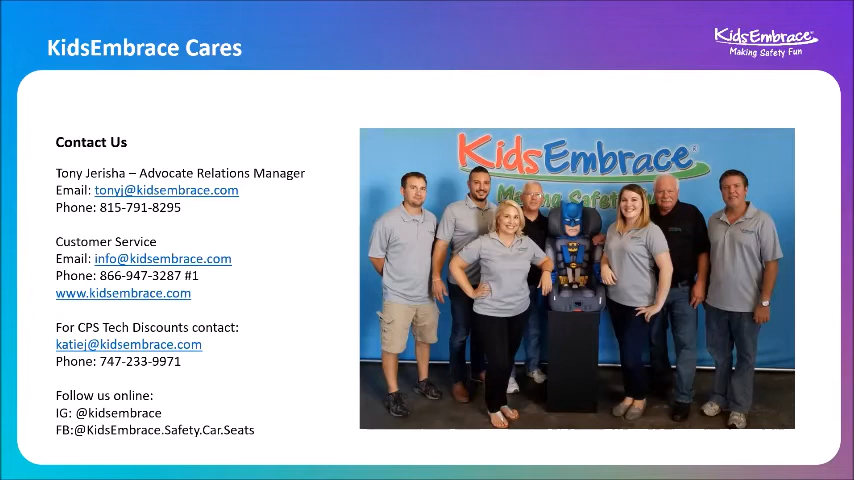 KidsEmbrace Cares
KidsEmbrace
Making Safety Fun
Contact Us
Tony Jerisha – Advocate Relations Manager
Email: tonyj@kidsembrace.com
Phone: 815-791-8295
Customer Service
Email: info@kidsembrace.com
Phone: 866-947-3287 #1
www.kidsembrace.com
For CPS Tech Discounts contact:
katiej@kidsembrace.com
Phone: 747-233-9971
Follow us online:
IG: @kidsembrace
FB:@KidsEmbrace.Safety.Car.Seats
KidsEmbrace
Making